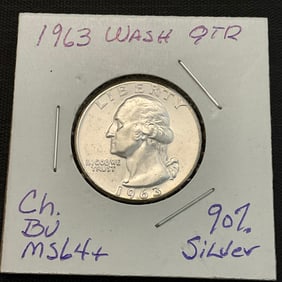 1963 WASH QTR
LIBERTY
IN GOD WE
TRUST
1963
Ch.
BU
MS64+
90%
Silver